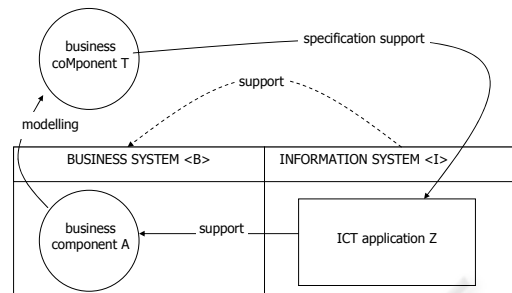 business
coMponent T
specification support
support
modelling
BUSINESS SYSTEM <B>
INFORMATION SYSTEM <I>
business
component A
support
ICT application Z